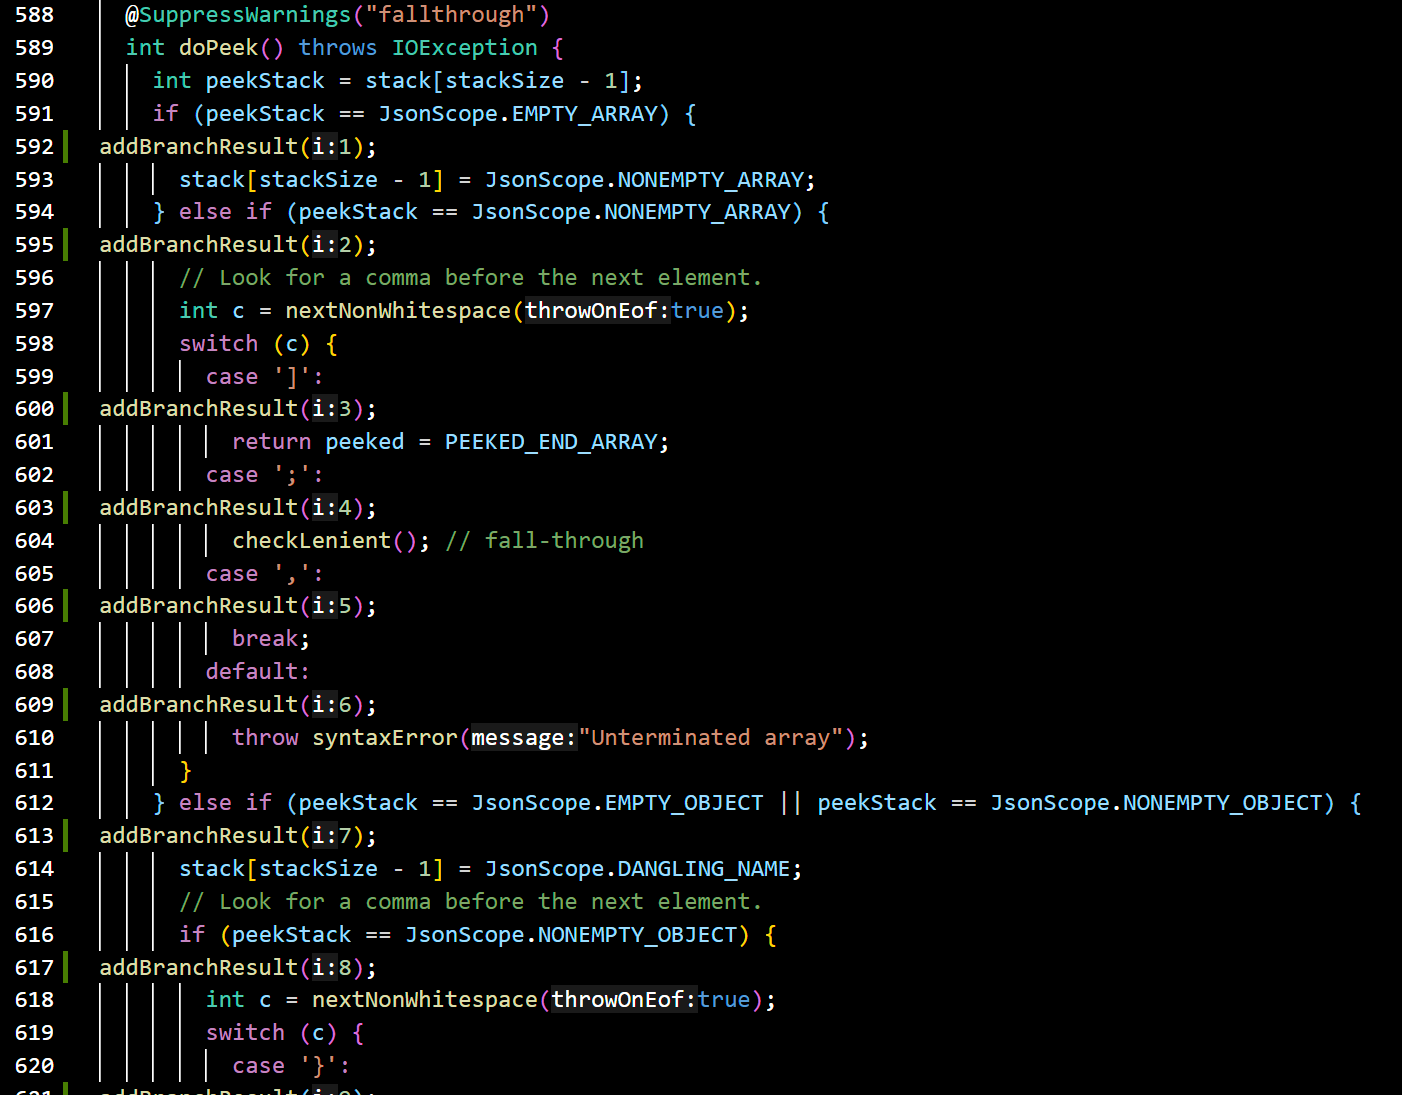 588 @SuppressWarnings("fallthrough")
589 int doPeek() throws IOException {
590 int peekStack = stack[stackSize - 1];
591 if (peekStack == JsonScope.EMPTY_ARRAY) {
592 addBranchResult(i:1);
593 stack[stackSize - 1] = JsonScope.NONEMPTY_ARRAY;
594 } else if (peekStack == JsonScope.NONEMPTY_ARRAY) {
595 addBranchResult(i:2);
596 // Look for a comma before the next element.
597 int c = nextNonWhitespace(throwOnEof:true);
598 switch (c) {
599 case ']':
600 addBranchResult(i:3);
601 return peeked = PEEKED_END_ARRAY;
602 case ';':
603 addBranchResult(i:4);
604 checkLenient(); // fall-through
605 case ',':
606 addBranchResult(i:5);
607 break;
608 default:
609 addBranchResult(i:6);
610 throw syntaxError(message:"Unterminated array");
611 }
612 } else if (peekStack == JsonScope.EMPTY_OBJECT || peekStack == JsonScope.NONEMPTY_OBJECT) {
613 addBranchResult(i:7);
614 stack[stackSize - 1] = JsonScope.DANGLING_NAME;
615 // Look for a comma before the next element.
616 if (peekStack == JsonScope.NONEMPTY_OBJECT) {
617 addBranchResult(i:8);
618 int c = nextNonWhitespace(throwOnEof:true);
619 switch (c) {
620 case '}':